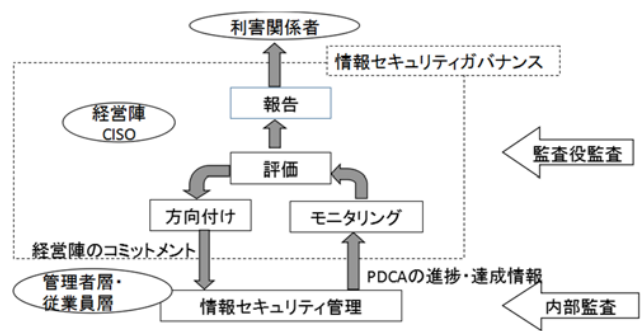 利害関係者
情報セキュリティガバナンス
報告
経営陣
CISO
評価
監査役監査
方向付け
モニタリング
経営陣のコミットメント
管理者層・
従業員層
PDCAの進捗・達成情報
情報セキュリティ管理
内部監査